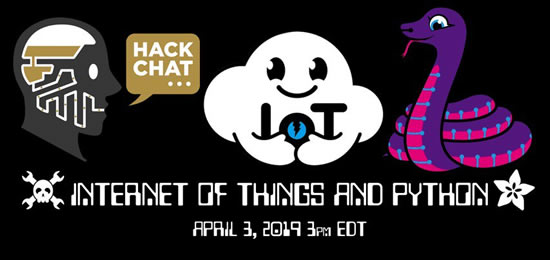 HACK
CHAT
...
IoT
INTERNET OF THINGS AND PYTHON
APRIL 3, 2019 3PM EDT